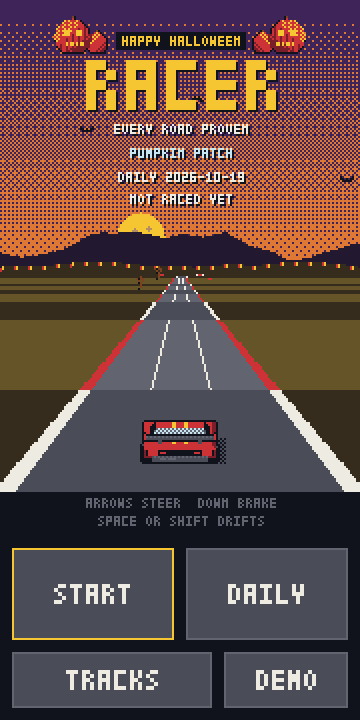 HAPPY HALLOWEEN
RACER
EVERY ROAD PROVEN
PUMPKIN PATCH
DAILY 2026-10-19
NOT RACED YET
ARROWS STEER DOWN BRAKE
SPACE OR SHIFT DRIFTS
START
DAILY
TRACKS
DEMO